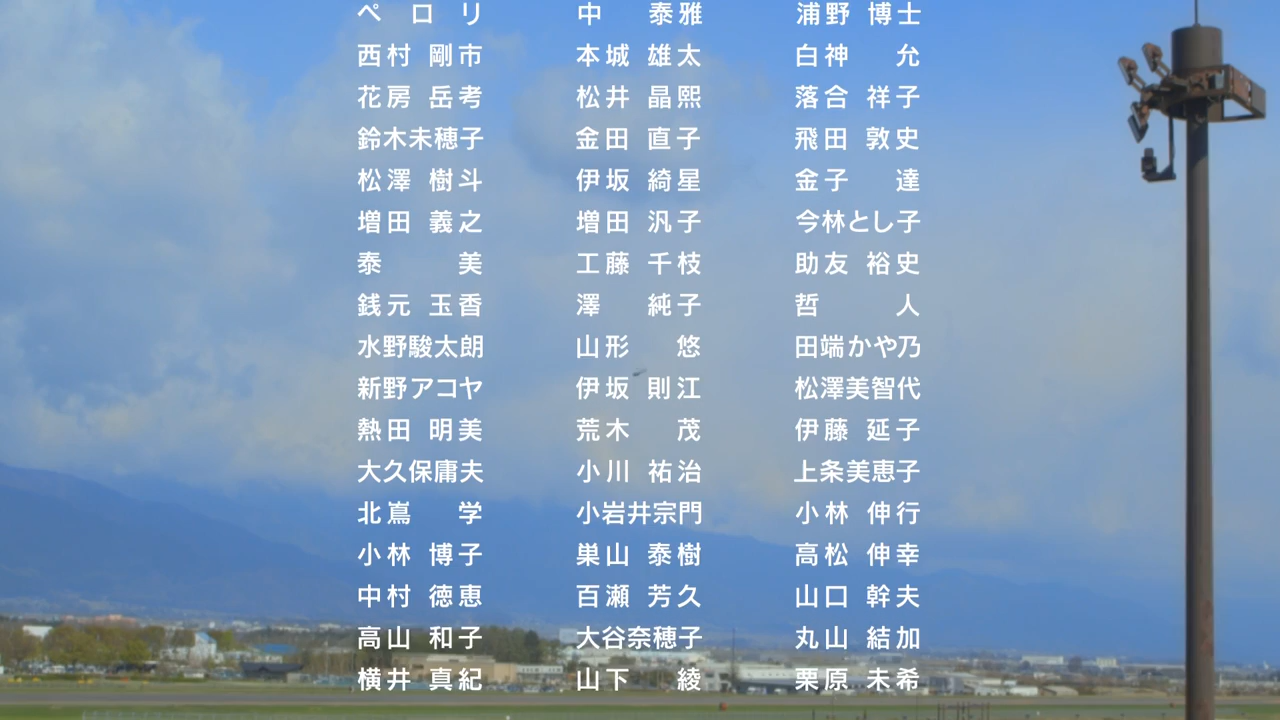 ペロリ 中 泰雅 浦野 博士
西村 剛市 本城 雄太 白神 允
花房 岳考 松井 晶熙 落合 祥子
鈴木未穂子 金田 直子 飛田 敦史
松澤 樹斗 伊坂 綺星 金子 達
増田 義之 増田 汎子 今林とし子
泰美 工藤 千枝 助友 裕史
銭元 玉香 澤 純子 哲人
水野駿太朗 山形 悠 田端かや乃
新野アコヤ 伊坂 則江 松澤美智代
熱田 明美 荒木 茂 伊藤 延子
大久保庸夫 小川 祐治 上条美恵子
北嶌 学 小岩井宗門 小林 伸行
小林 博子 巣山 泰樹 高松 伸幸
中村 徳恵 百瀬 芳久 山口 幹夫
高山 和子 大谷奈穂子 丸山 結加
横井 真紀 山下 綾 栗原 未希